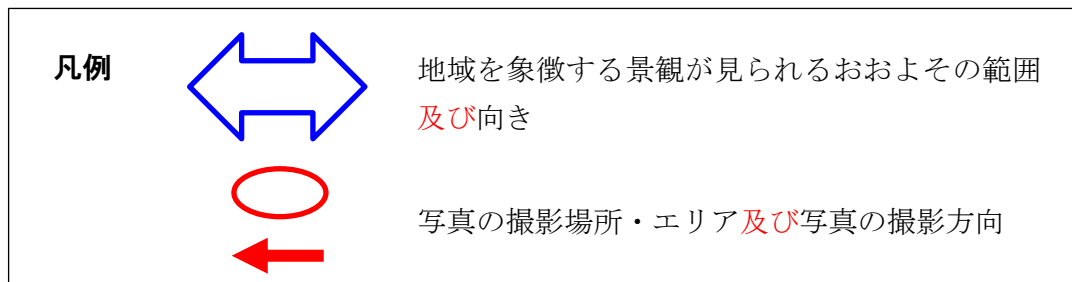 凡例
地域を象徴する景観が見られるおおよその範囲
及び向き
写真の撮影場所・エリア及び写真の撮影方向